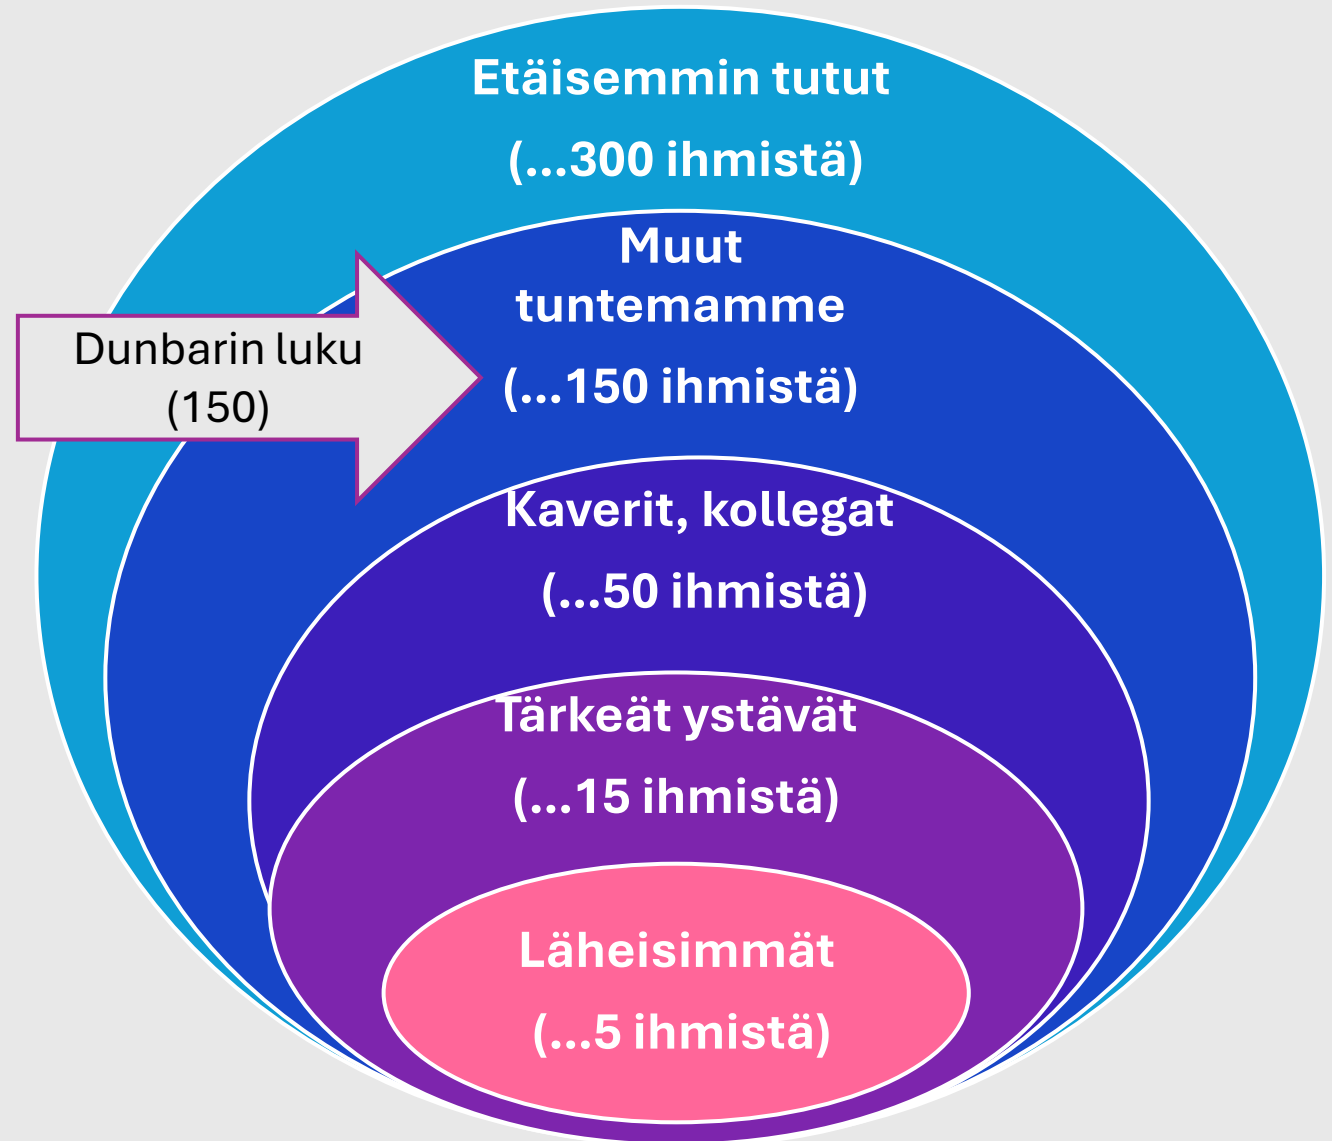 Etäisemmin tutut
(...300 ihmistä)
Muut
tuntemamme
(...150 ihmistä)
Dunbarin luku
(150)
Kaverit, kollegat
(...50 ihmistä)
Tärkeät ystävät
(...15 ihmistä)
Läheisimmät
(...5 ihmistä)